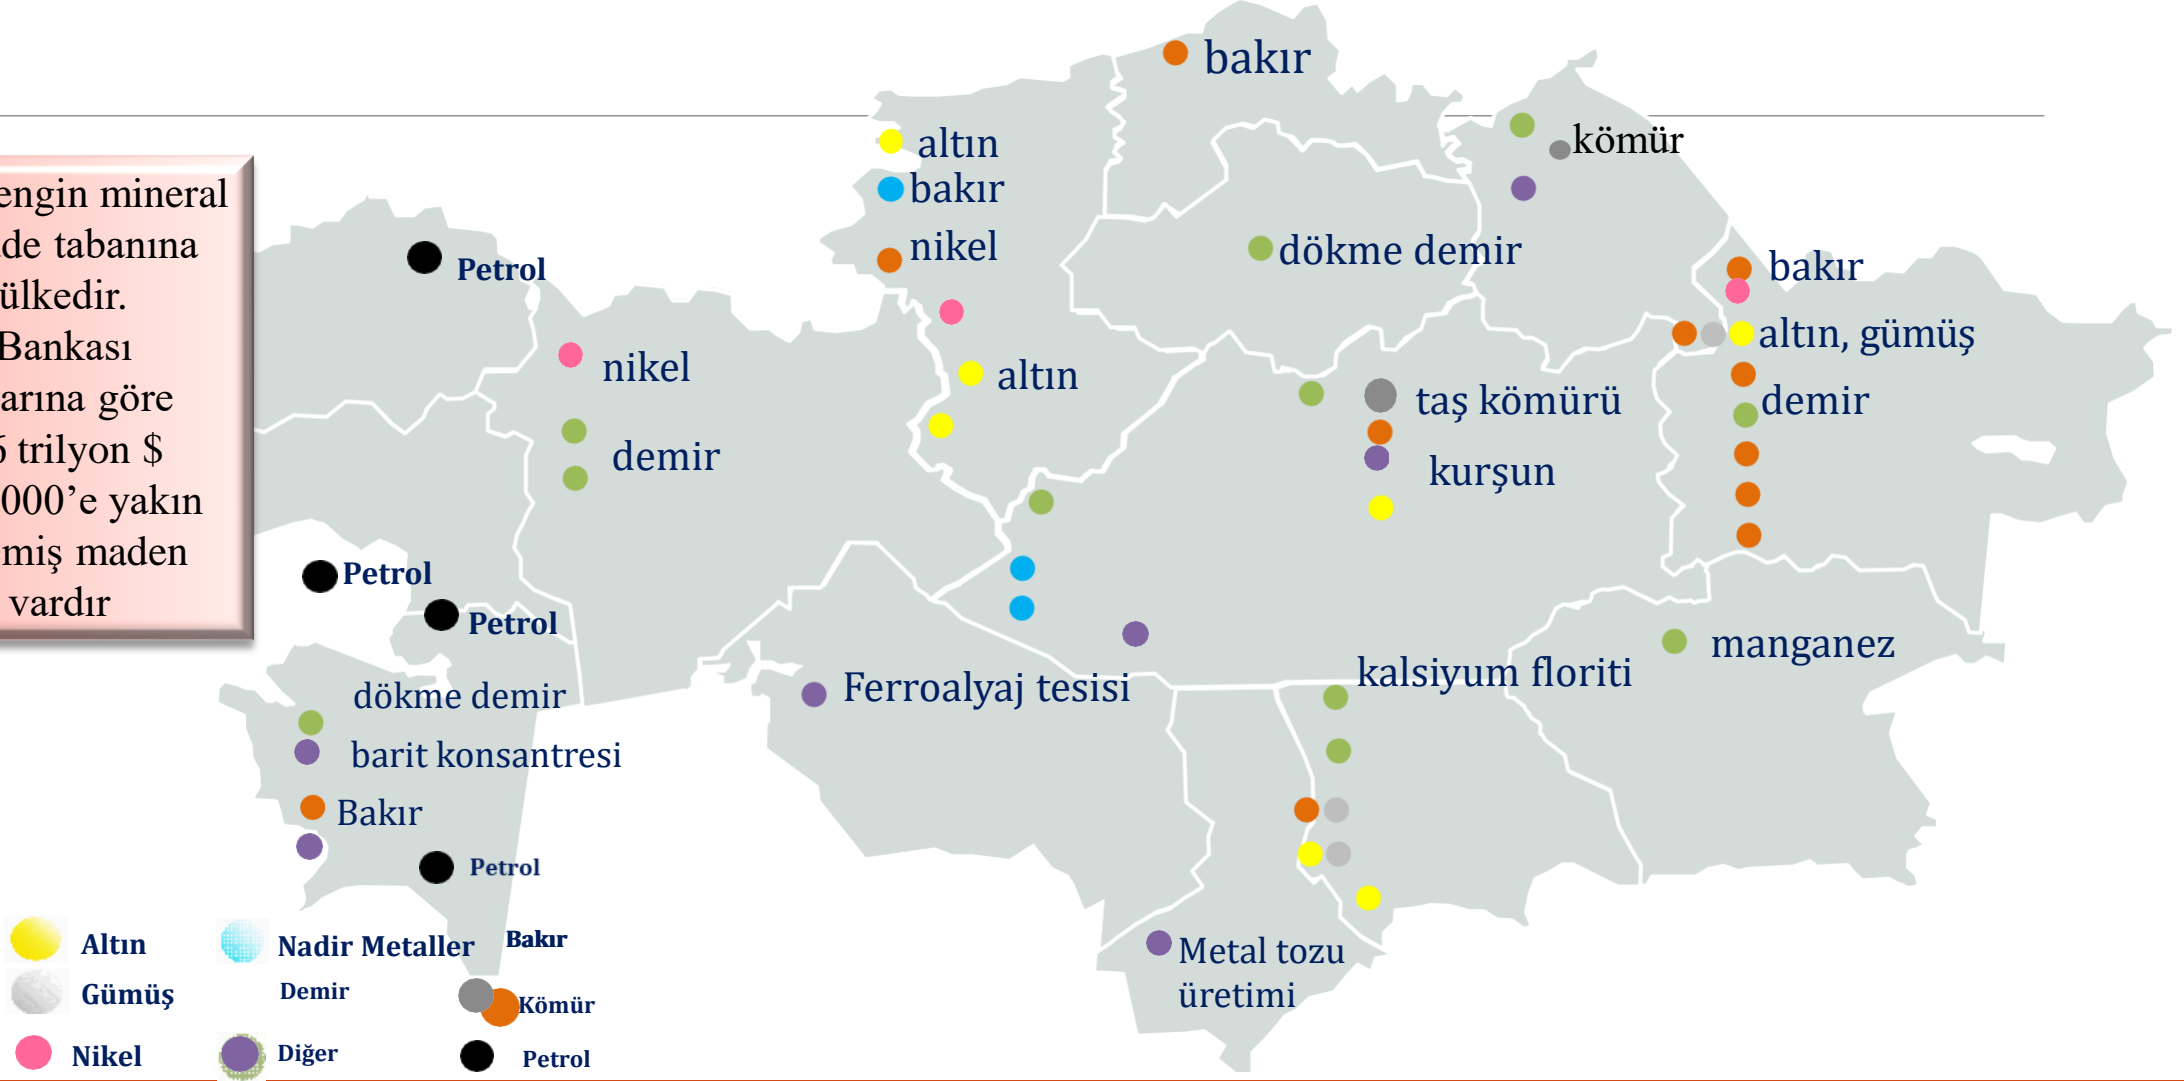 bakır
altın
bakır
nikel
kömür
dökme demir
engin mineral
de tabanına
ülkedir.
Bankası
arına göre
trilyon $
000’e yakın
miş maden
vardır
Petrol
bakır
altın, gümüş
demir
nikel
altın
taş kömürü
demir
kurşun
Petrol
Petrol
manganez
kalsiyum floriti
Ferroalyaj tesisi
dökme demir
barit konsantresi
Bakır
Petrol
Metal tozu
üretimi
Altın
Nadir Metaller
Bakır
Gümüş
Demir
Kömür
Nikel
Diğer
Petrol